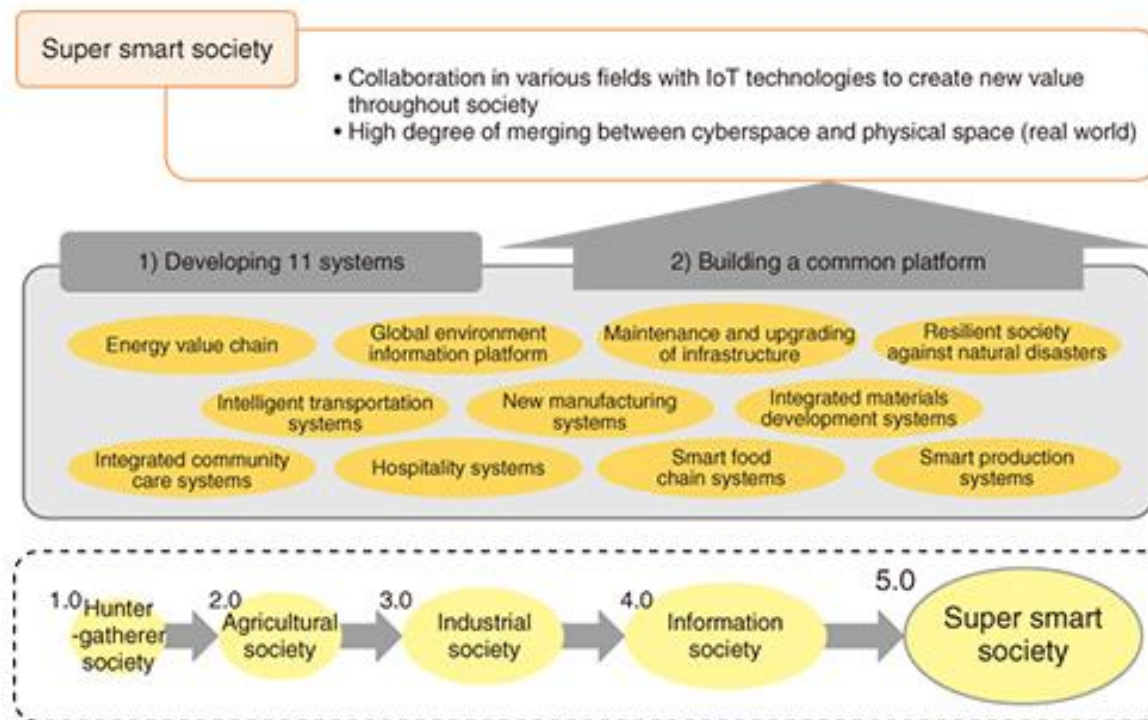 Super smart society
• Collaboration in various fields with IoT technologies to create new value
throughout society
• High degree of merging between cyberspace and physical space (real world)
1) Developing 11 systems
2) Building a common platform
Energy value chain
Global environment
information platform
Maintenance and upgrading
of infrastructure
Resilient society
against natural disasters
Intelligent transportation
systems
New manufacturing
systems
Integrated materials
development systems
Integrated community
care systems
Hospitality systems
Smart food
chain systems
Smart production
systems
1.0
Hunter
-gatherer
society
2.0
Agricultural
society
3.0
Industrial
society
4.0
Information
society
5.0
Super smart
society